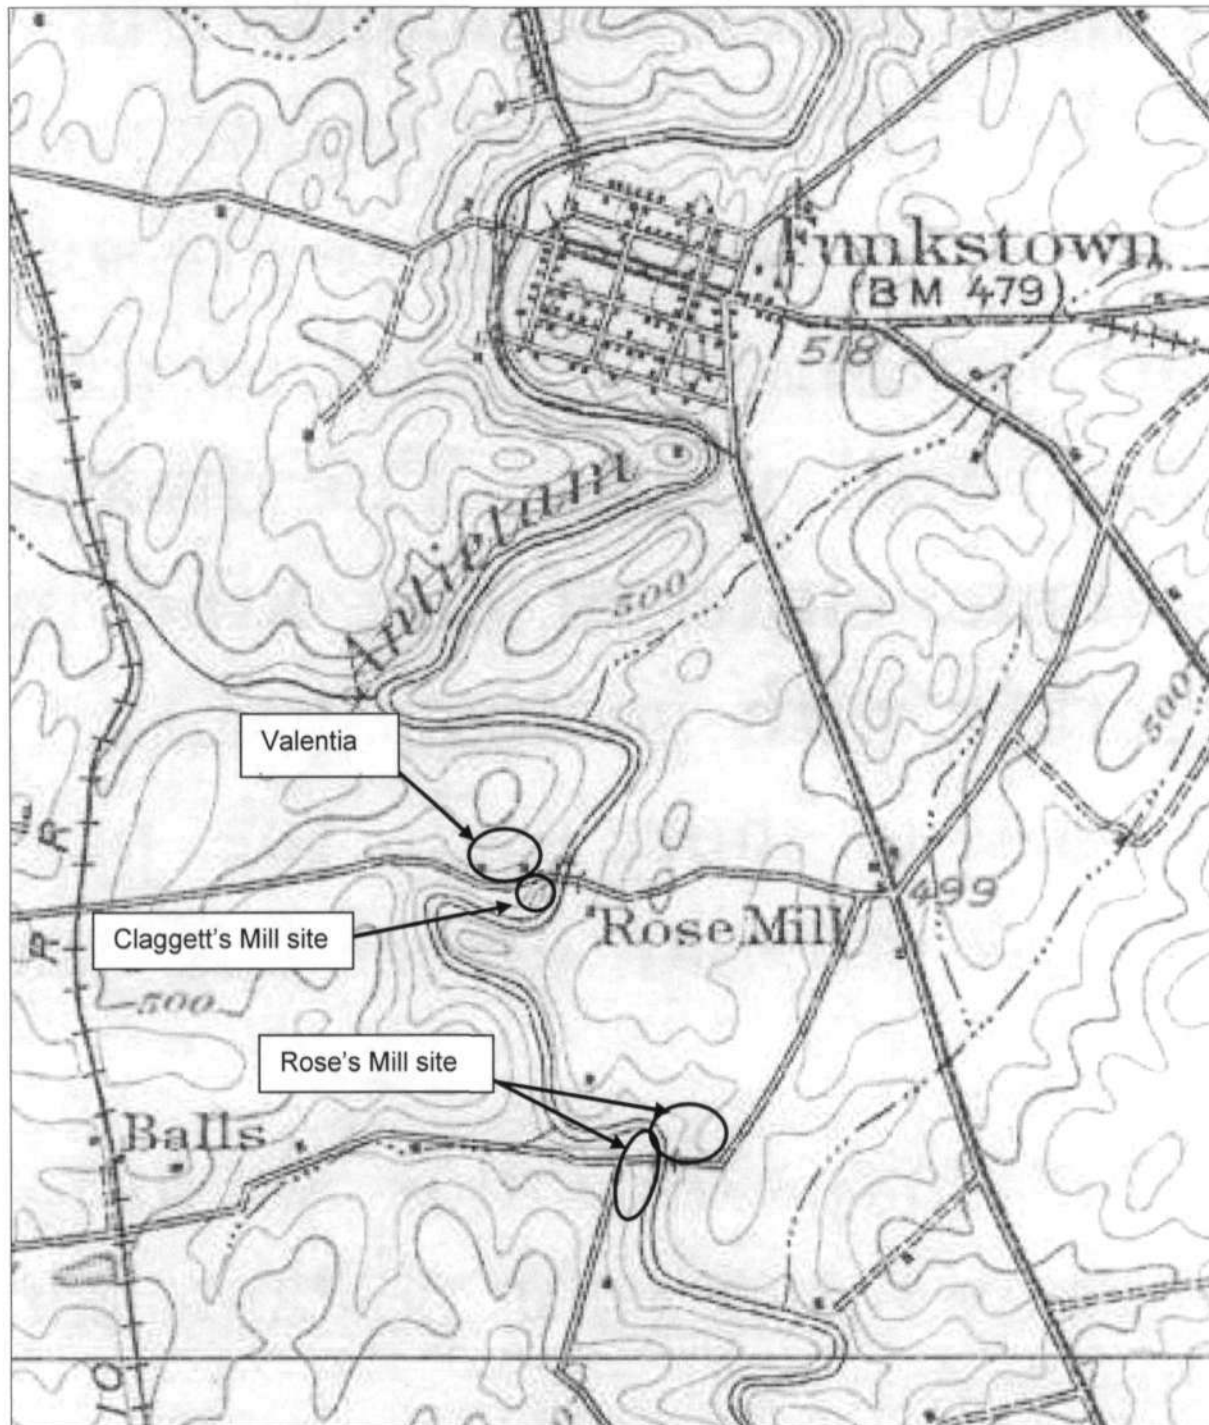 Funkstown
(BM 479)
518
Antietam
500
500
Valentia
499
Claggett's Mill site
Rose Mill
R
R
500
Rose's Mill site
Balls